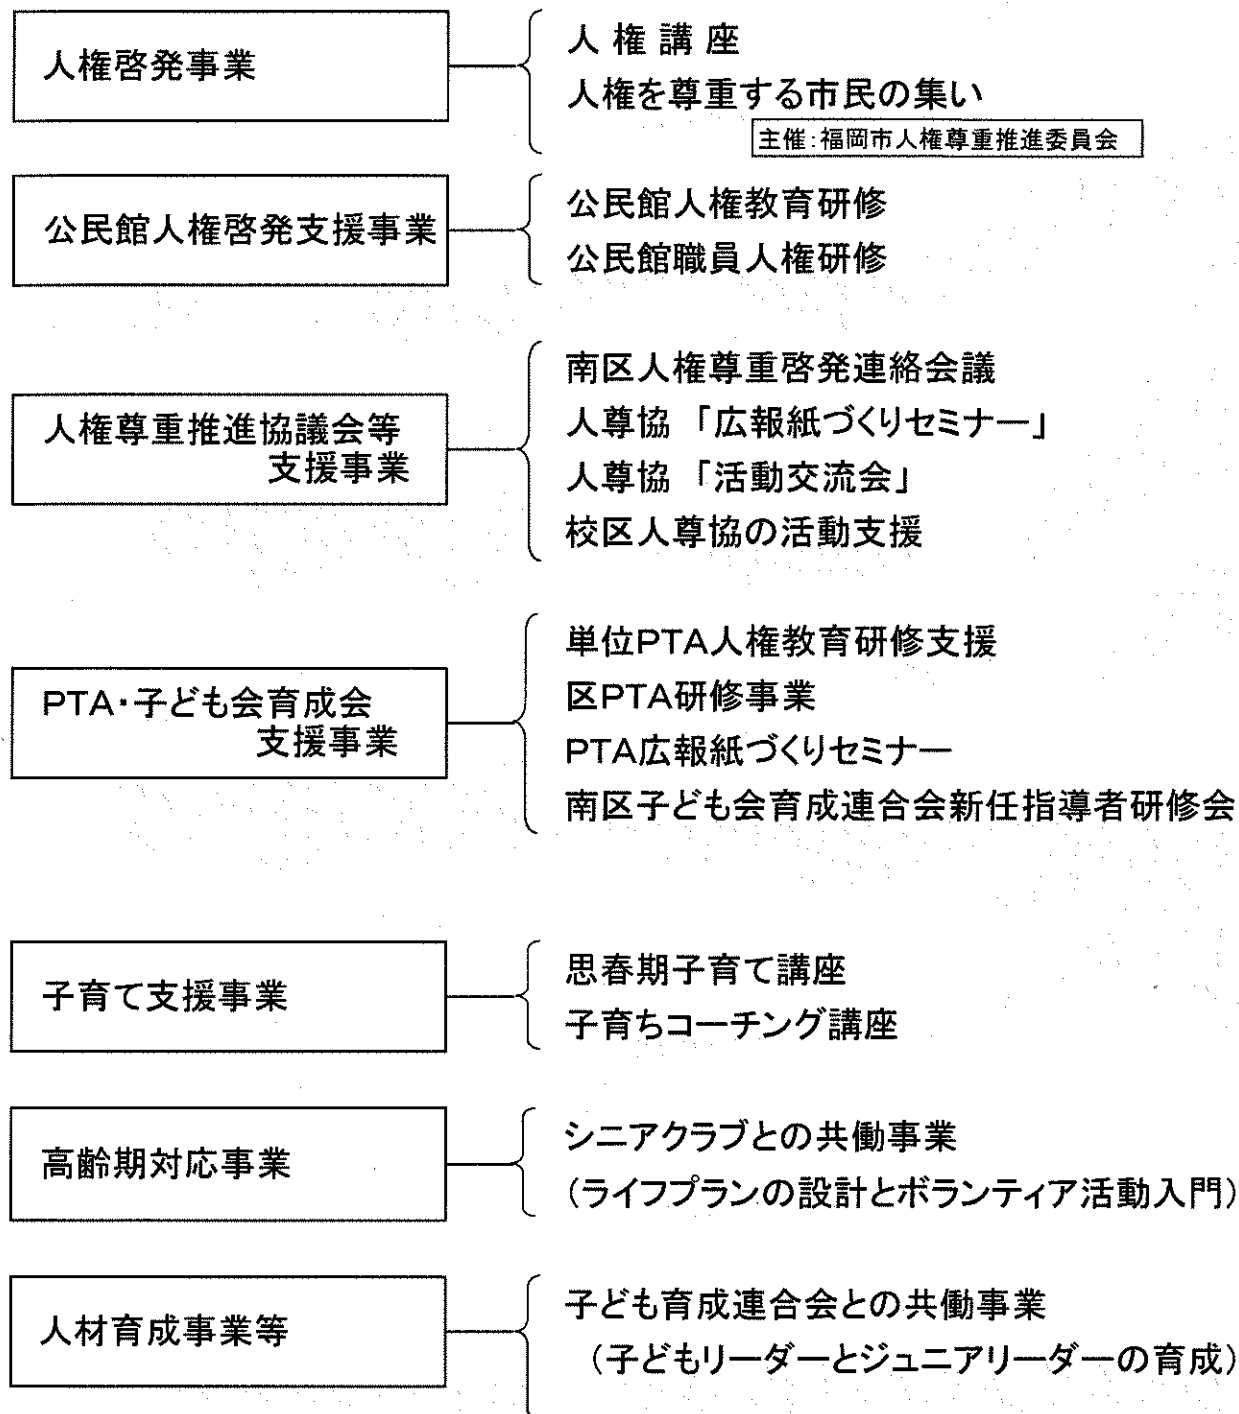 人権啓発事業
人 権 講 座
人権を尊重する市民の集い
主催:福岡市人権尊重推進委員会
公民館人権啓発支援事業
公民館人権教育研修
公民館職員人権研修
人権尊重推進協議会等
支援事業
南区人権尊重啓発連絡会議
人尊協 「広報紙づくりセミナー」
人尊協 「活動交流会」
校区人尊協の活動支援
PTA・子ども会育成会
支援事業
単位PTA人権教育研修支援
区PTA研修事業
PTA広報紙づくりセミナー
南区子ども会育成連合会新任指導者研修会
子育て支援事業
思春期子育て講座
子育ちコーチング講座
高齢期対応事業
シニアクラブとの共働事業
(ライフプランの設計とボランティア活動入門)
人材育成事業等
子ども育成連合会との共働事業
(子どもリーダーとジュニアリーダーの育成)